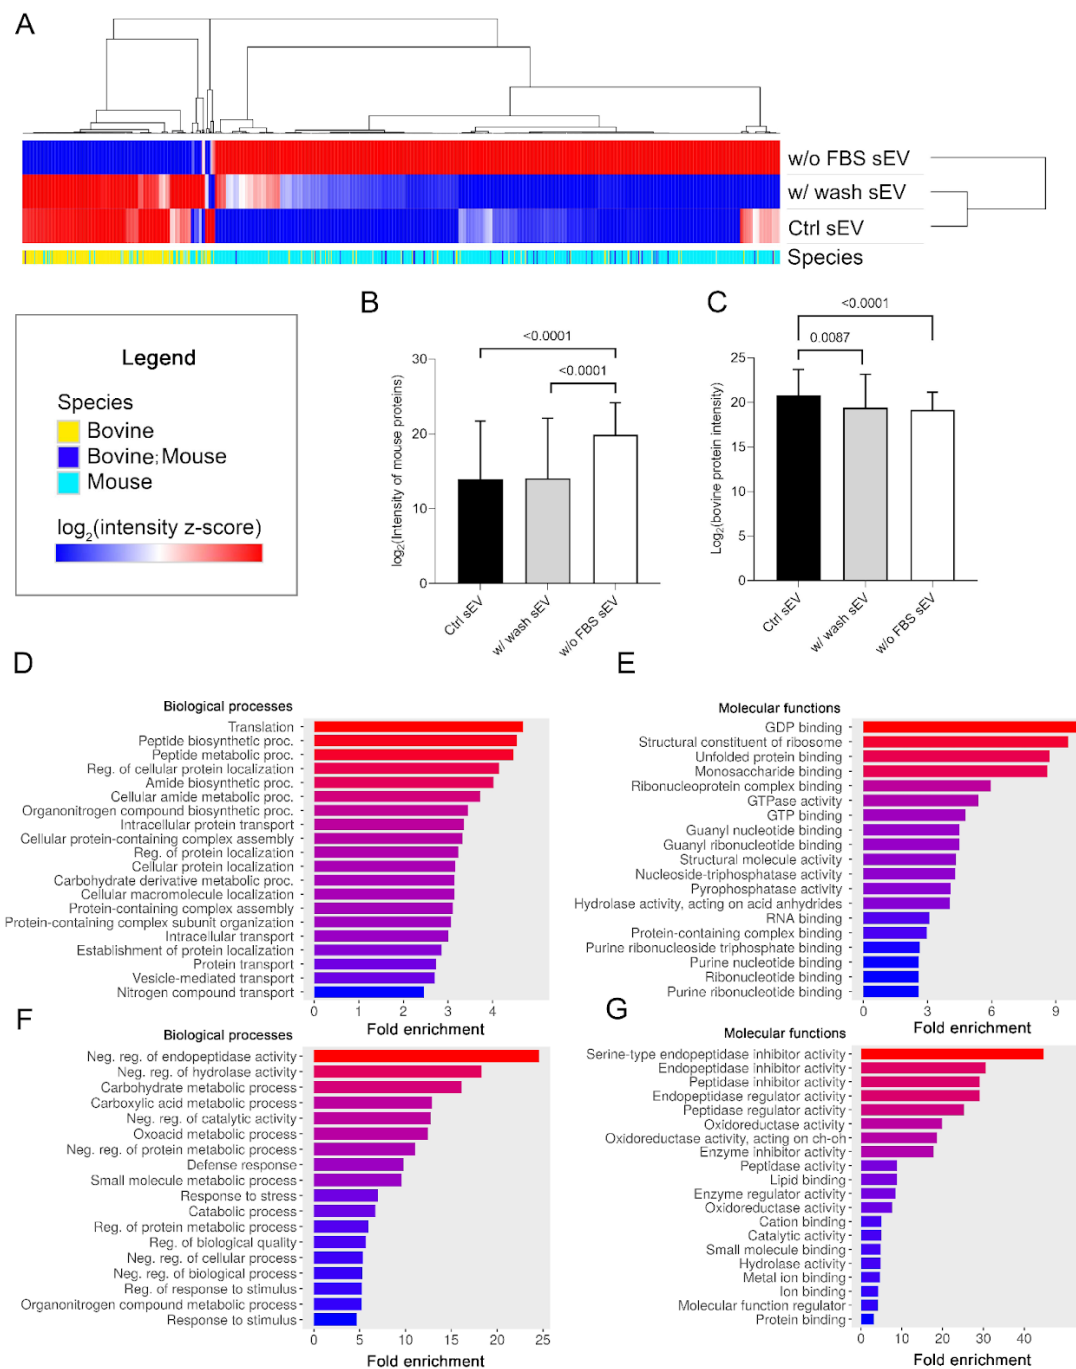 A
w/o FBS sEV
w/ wash sEV
Ctrl sEV
Species
Legend
Species
Bovine
Bovine;Mouse
Mouse
log2(intensity z-score)
B
<0.0001
<0.0001
30
20
10
0
log2(Intensity of mouse proteins)
Ctrl sEV
w/ wash sEV
w/o FBS sEV
C
<0.0001
0.0087
25
20
15
10
5
0
Log2(bovine protein intensity)
Ctrl sEV
w/ wash sEV
w/o FBS sEV
D
Biological processes
Translation
Peptide biosynthetic proc.
Peptide metabolic proc.
Reg. of cellular protein localization
Amide biosynthetic proc.
Cellular amide metabolic proc.
Organonitrogen compound biosynthetic proc.
Intracellular protein transport
Cellular protein-containing complex assembly
Reg. of protein localization
Cellular protein localization
Carbohydrate derivative metabolic proc.
Cellular macromolecule localization
Protein-containing complex assembly
Protein-containing complex subunit organization
Intracellular transport
Establishment of protein localization
Protein transport
Vesicle-mediated transport
Nitrogen compound transport
0 1 2 3 4
Fold enrichment
E
Molecular functions
GDP binding
Structural constituent of ribosome
Unfolded protein binding
Monosaccharide binding
Ribonucleoprotein complex binding
GTPase activity
GTP binding
Guanyl nucleotide binding
Guanyl ribonucleotide binding
Structural molecule activity
Nucleoside-triphosphatase activity
Pyrophosphatase activity
Hydrolase activity, acting on acid anhydrides
RNA binding
Protein-containing complex binding
Purine ribonucleoside triphosphate binding
Purine nucleotide binding
Ribonucleotide binding
Purine ribonucleotide binding
0 3 6 9
Fold enrichment
F
Biological processes
Neg. reg. of endopeptidase activity
Neg. reg. of hydrolase activity
Carbohydrate metabolic process
Carboxylic acid metabolic process
Neg. reg. of catalytic activity
Oxoacid metabolic process
Neg. reg. of protein metabolic process
Defense response
Small molecule metabolic process
Response to stress
Catabolic process
Reg. of protein metabolic process
Reg. of biological quality
Neg. reg. of cellular process
Neg. reg. of biological process
Reg. of response to stimulus
Organonitrogen compound metabolic process
Response to stimulus
0 5 10 15 20 25
Fold enrichment
G
Molecular functions
Serine-type endopeptidase inhibitor activity
Endopeptidase inhibitor activity
Peptidase inhibitor activity
Endopeptidase regulator activity
Peptidase regulator activity
Oxidoreductase activity
Oxidoreductase activity, acting on ch-oh
Enzyme inhibitor activity
Peptidase activity
Lipid binding
Enzyme regulator activity
Oxidoreductase activity
Cation binding
Catalytic activity
Small molecule binding
Hydrolase activity
Metal ion binding
Ion binding
Molecular function regulator
Protein binding
0 10 20 30 40
Fold enrichment